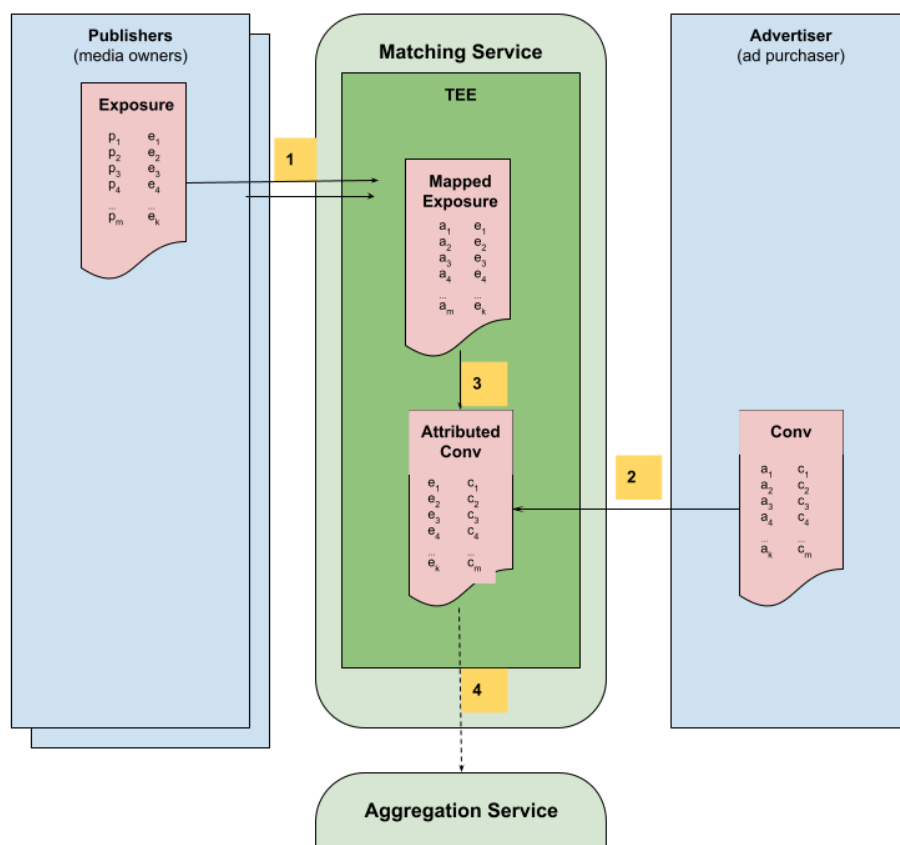 Publishers
(media owners)
Exposure
p1 e1
p2 e2
p3 e3
p4 e4
... ...
pm ek
1
Matching Service
TEE
Mapped
Exposure
a1 e1
a2 e2
a3 e3
a4 e4
... ...
am ek
3
Attributed
Conv
e1 c1
e2 c2
e3 c3
e4 c4
... ...
ek cm
4
Aggregation Service
Advertiser
(ad purchaser)
2
Conv
a1 c1
a2 c2
a3 c3
a4 c4
... ...
ak cm